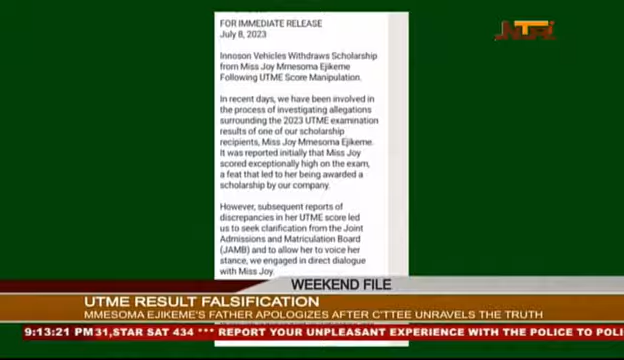 FOR IMMEDIATE RELEASE
July 8, 2023
Innoson Vehicles Withdraws Scholarship
from Miss Joy Mmesoma Ejikeme
Following UTME Score Manipulation.
In recent days, we have been involved in
the process of investigating allegations
surrounding the 2023 UTME examination
results of one of our scholarship
recipients, Miss Joy Mmesoma Ejikeme.
It was reported initially that Miss Joy
scored exceptionally high on the exam,
a feat that led to her being awarded a
scholarship by our company.
However, subsequent reports of
discrepancies in her UTME score led
us to seek clarification from the Joint
Admissions and Matriculation Board
(JAMB) and to allow her to voice her
stance, we engaged in direct dialogue
with Miss Joy.
WEEKEND FILE
UTME RESULT FALSIFICATION
MMESOMA EJIKEME'S FATHER APOLOGIZES AFTER C'TTEE UNRAVELS THE TRUTH
9:13:21 PM 31,STAR SAT 434 *** REPORT YOUR UNPLEASANT EXPERIENCE WITH THE POLICE TO POLI